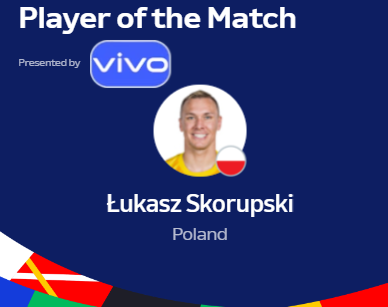 Player of the Match
Presented by vivo
Łukasz Skorupski
Poland